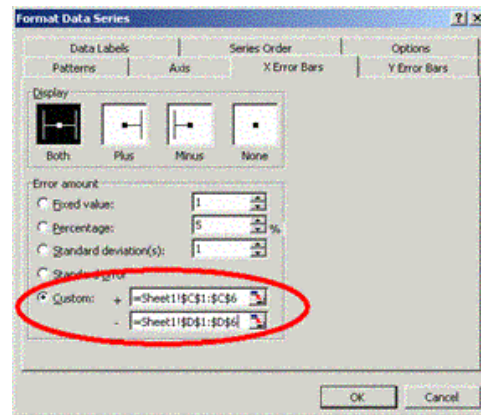 Format Data Series
Data Labels Series Order Options
Patterns Axis X Error Bars Y Error Bars
Display
Both Plus Minus None
Error amount
Fixed value: 1
Percentage: 5 %
Standard deviation(s): 1
Standard error
Custom: + =Sheet1!$C$1:$C$6
- =Sheet1!$D$1:$D$6
OK Cancel